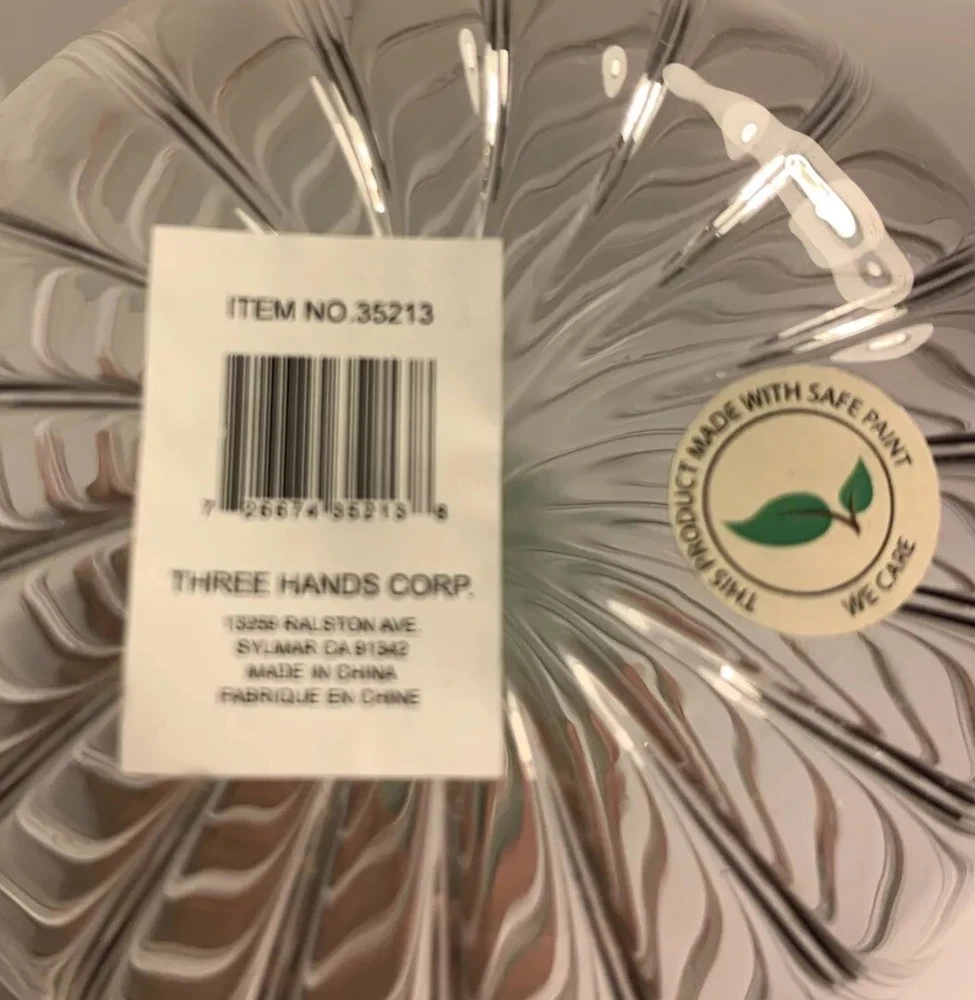 ITEM NO.35213
7 26674 35213 8
THREE HANDS CORP.
13259 RALSTON AVE.
SYLMAR CA 91342
MADE IN CHINA
FABRIQUE EN CHINE
THIS PRODUCT MADE WITH SAFE PAINT
WE CARE